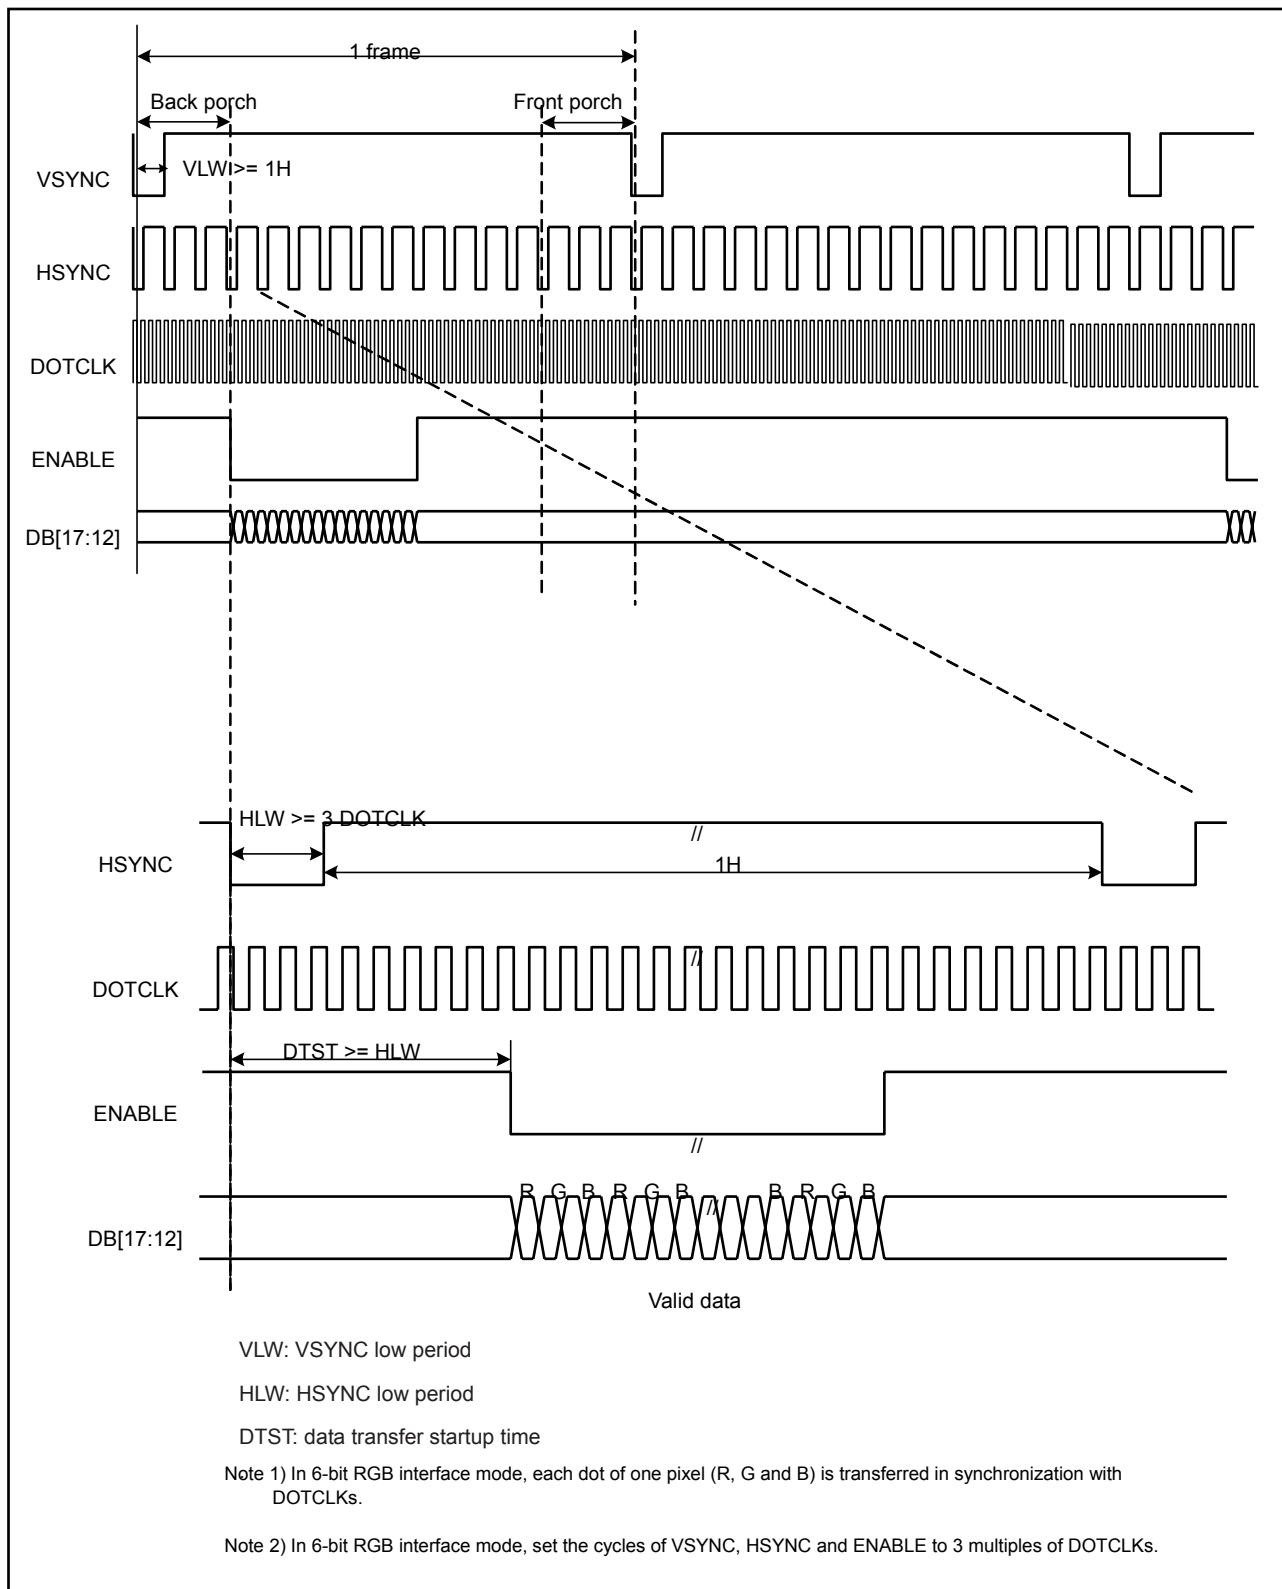 1 frame
Back porch
Front porch
VLW >= 1H
VSYNC
HSYNC
DOTCLK
ENABLE
DB[17:12]
HLW >= 3 DOTCLK
//
1H
HSYNC
//
DOTCLK
DTST >= HLW
ENABLE
//
R G B R G B B R G B
//
DB[17:12]
Valid data
VLW: VSYNC low period
HLW: HSYNC low period
DTST: data transfer startup time
Note 1) In 6-bit RGB interface mode, each dot of one pixel (R, G and B) is transferred in synchronization with
DOTCLKs.
Note 2) In 6-bit RGB interface mode, set the cycles of VSYNC, HSYNC and ENABLE to 3 multiples of DOTCLKs.